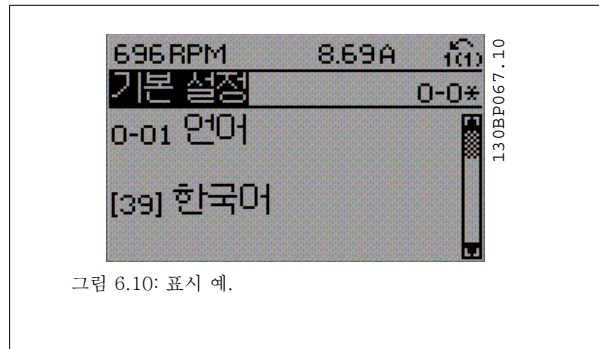 696RPM 8.69A 1(1)
기본 설정 0-0*
0-01 언어
[39] 한국어
130BP067.10
그림 6.10: 표시 예.